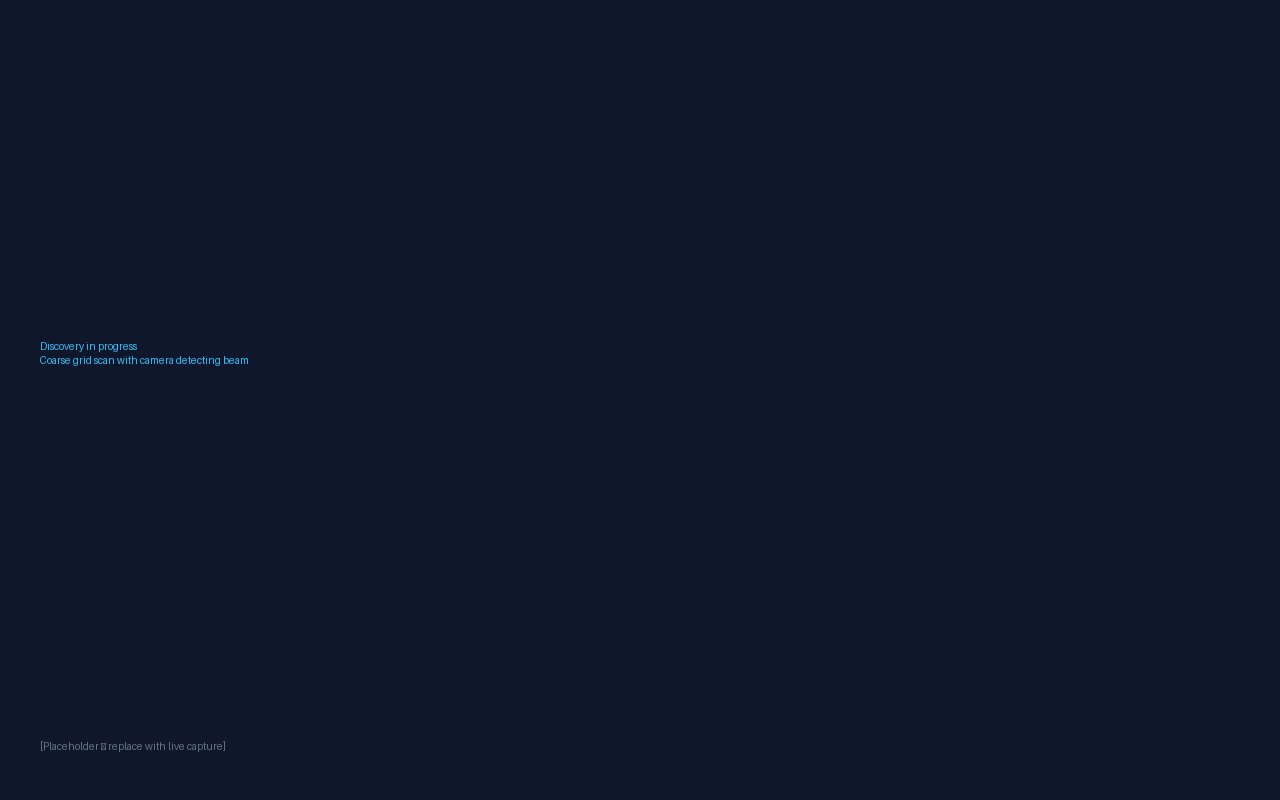 Discovery in progress
Coarse grid scan with camera detecting beam
[Placeholder ☒ replace with live capture]